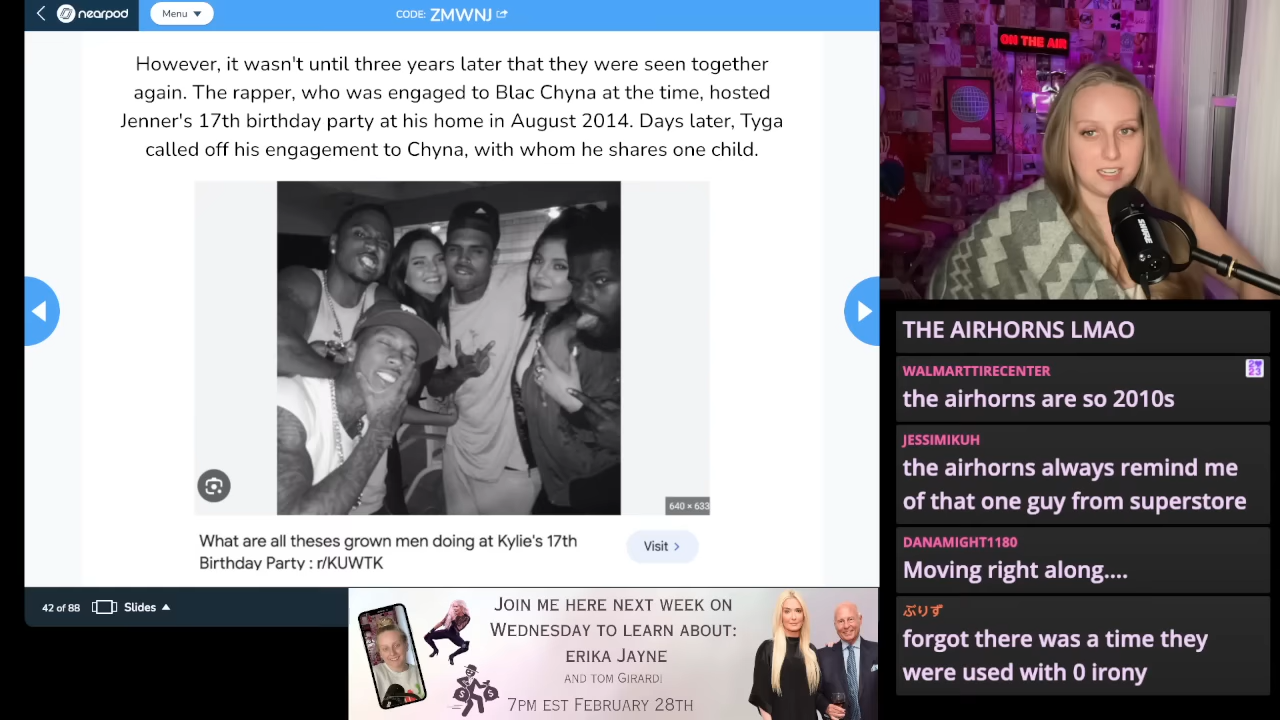 nearpod
Menu
CODE: ZMWNJ
However, it wasn't until three years later that they were seen together
again. The rapper, who was engaged to Blac Chyna at the time, hosted
Jenner's 17th birthday party at his home in August 2014. Days later, Tyga
called off his engagement to Chyna, with whom he shares one child.
640 × 633
What are all theses grown men doing at Kylie's 17th
Birthday Party : r/KUWTK
Visit
42 of 88
Slides
JOIN ME HERE NEXT WEEK ON
WEDNESDAY TO LEARN ABOUT:
ERIKA JAYNE
AND TOM GIRARDI
7PM EST FEBRUARY 28TH
ON THE AIR
SHURE
THE AIRHORNS LMAO
WALMARTTIRECENTER
the airhorns are so 2010s
JESSIMIKUH
the airhorns always remind me
of that one guy from superstore
DANAMIGHT1180
Moving right along....
ぶりず
forgot there was a time they
were used with 0 irony